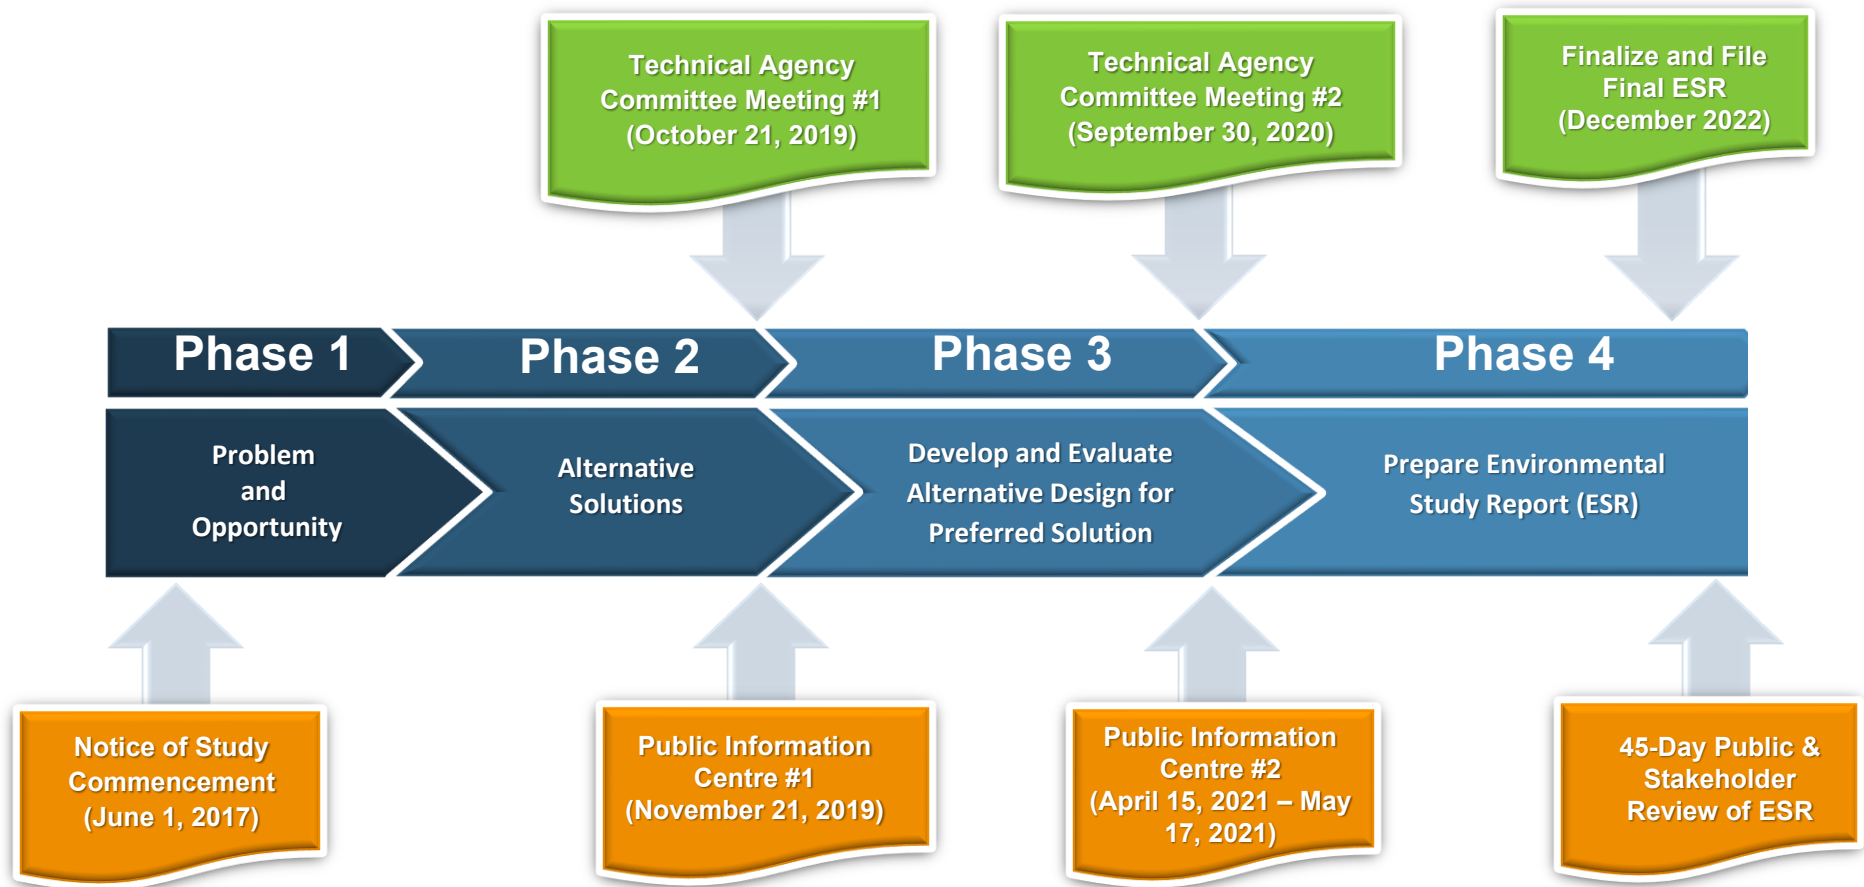 Technical Agency
Committee Meeting #1
(October 21, 2019)
Technical Agency
Committee Meeting #2
(September 30, 2020)
Finalize and File
Final ESR
(December 2022)
Phase 1
Phase 2
Phase 3
Phase 4
Problem
and
Opportunity
Alternative
Solutions
Develop and Evaluate
Alternative Design for
Preferred Solution
Prepare Environmental
Study Report (ESR)
Notice of Study
Commencement
(June 1, 2017)
Public Information
Centre #1
(November 21, 2019)
Public Information
Centre #2
(April 15, 2021 – May
17, 2021)
45-Day Public &
Stakeholder
Review of ESR